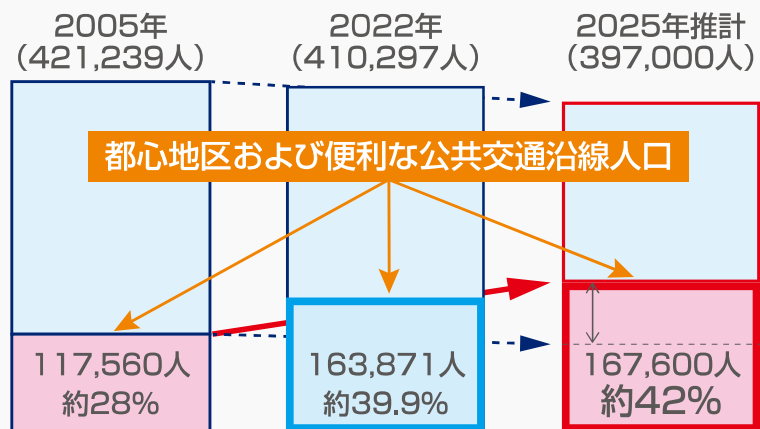 2005年
（421,239人）
2022年
（410,297人）
2025年推計
（397,000人）
都心地区および便利な公共交通沿線人口
117,560人
約28%
163,871人
約39.9%
167,600人
約42%